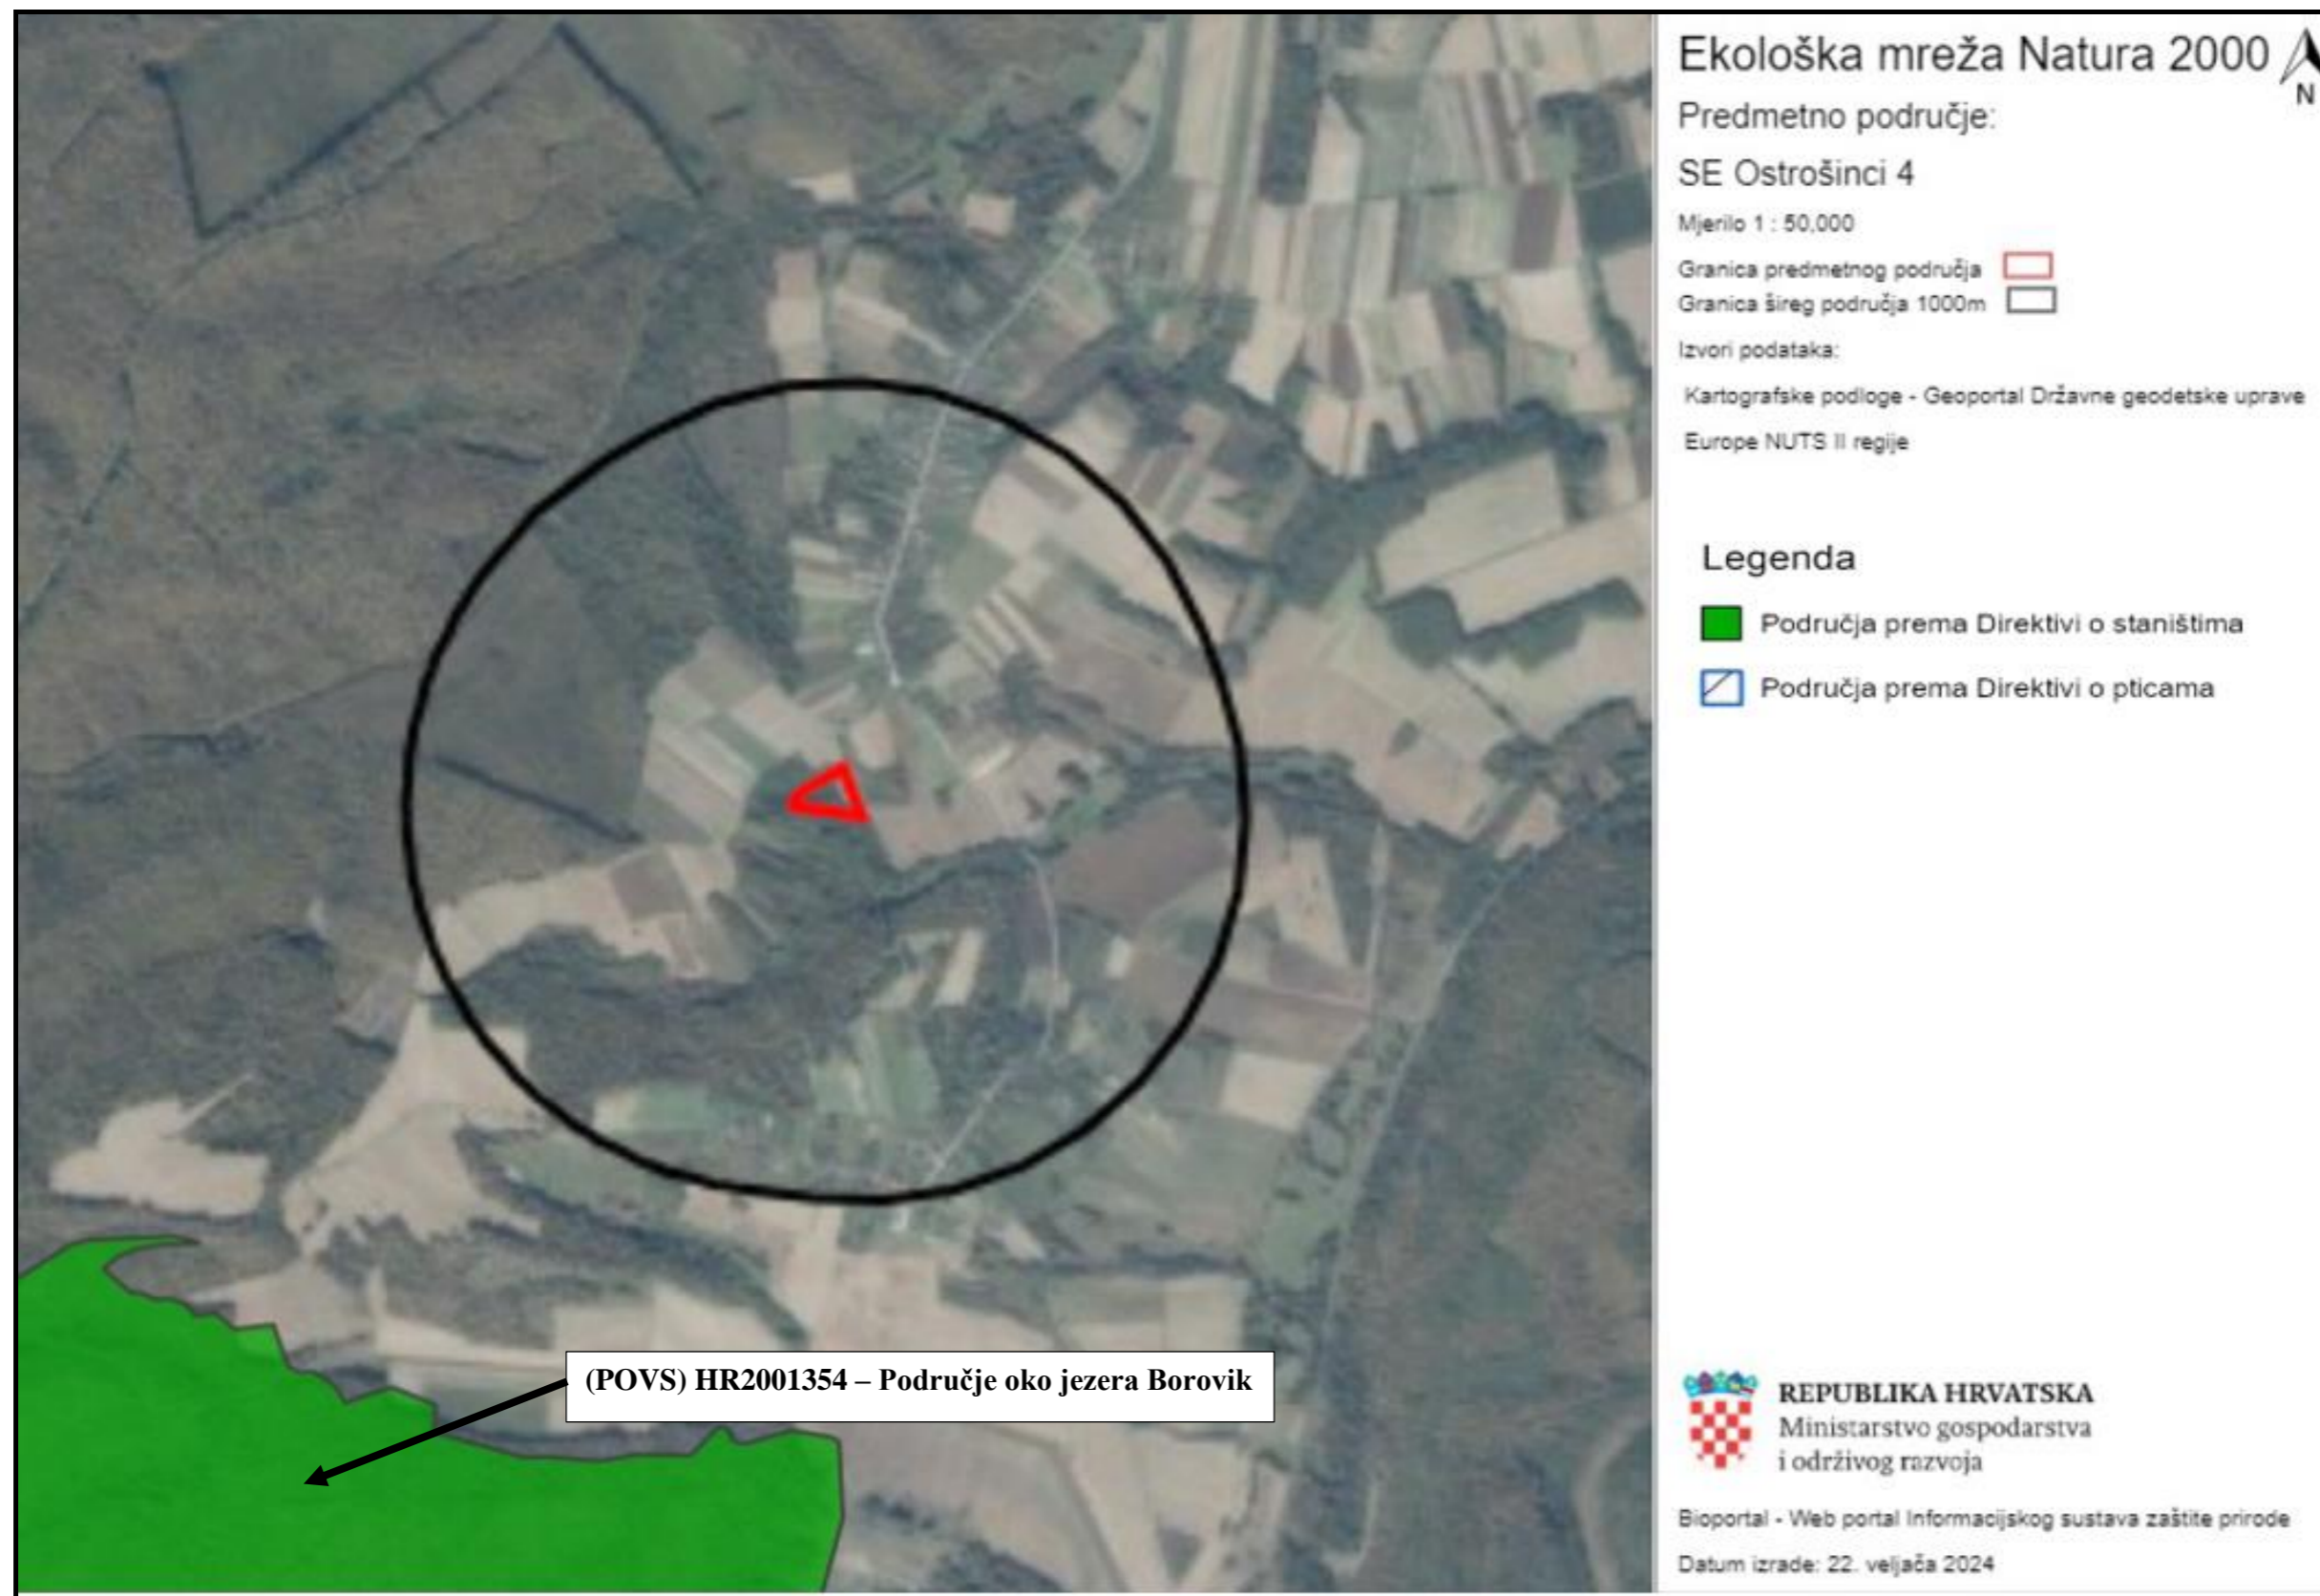 Ekološka mreža Natura 2000
N
Predmetno područje:
SE Ostrošinci 4
Mjerilo 1 : 50,000
Granica predmetnog područja
Granica šireg područja 1000m
Izvori podataka:
Kartografske podloge - Geoportal Državne geodetske uprave
Europe NUTS II regije
Legenda
Područja prema Direktivi o staništima
Područja prema Direktivi o pticama
(POVS) HR2001354 – Područje oko jezera Borovik
REPUBLIKA HRVATSKA
Ministarstvo gospodarstva
i održivog razvoja
Bioportal - Web portal Informacijskog sustava zaštite prirode
Datum izrade: 22. veljača 2024